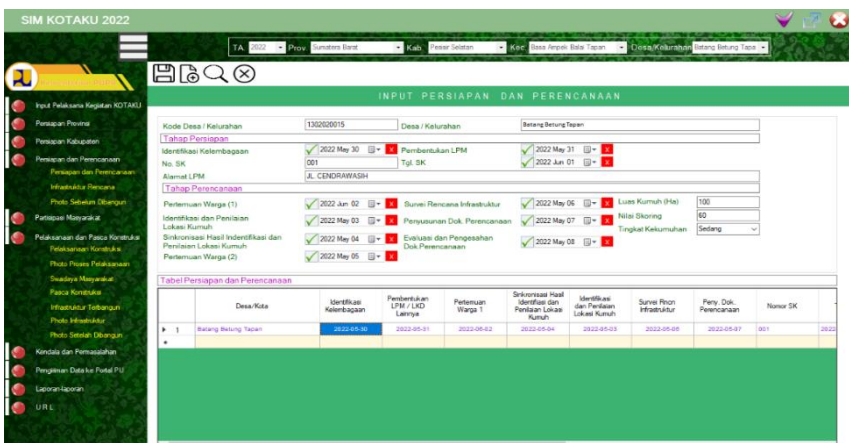 SIM KOTAKU 2022
TA. 2022 Prov Sumatera Barat Kab. Pesisir Selatan Kec Basa Ampek Balai Tapan Desa/Kelurahan Batang Betung Tapa
INPUT PERSIAPAN DAN PERENCANAAN
Input Pelaksana Kegiatan KOTAKU
Persiapan Provinsi
Persiapan Kabupaten
Persiapan dan Perencanaan
Persiapan dan Perencanaan
Infrastruktur Rencana
Photo Sebelum Dibangun
Partisipasi Masyarakat
Pelaksanaan dan Pasca Konstruksi
Pelaksanaan Konstruksi
Photo Proses Pelaksanaan
Swadaya Masyarakat
Pasca Konstruksi
Infrastruktur Terbangun
Photo Infrastruktur
Photo Setelah Dibangun
Kendala dan Permasalahan
Pengiriman Data ke Portal PU
Laporan-laporan
U R L
Kode Desa / Kelurahan 1302020015 Desa / Kelurahan Batang Betung Tapan
Tahap Persiapan
Identifikasi Kelembagaan 2022 May 30 x Pembentukan LPM 2022 May 31 x
No. SK 001 Tgl. SK 2022 Jun 01 x
Alamat LPM JL. CENDRAWASIH
Tahap Perencanaan
Pertemuan Warga (1) 2022 Jun 02 x Survei Rencana Infrastruktur 2022 May 06 x Luas Kumuh (Ha) 100
Identifikasi dan Penilaian Lokasi Kumuh 2022 May 03 x Penyusunan Dok. Perencanaan 2022 May 07 x Nilai Skoring 60
Sinkronisasi Hasil Indentifikasi dan Penilaian Lokasi Kumuh 2022 May 04 x Evaluasi dan Pengesahan Dok.Perencanaan 2022 May 08 x Tingkat Kekumuhan Sedang
Pertemuan Warga (2) 2022 May 05 x
Tabel Persiapan dan Perencanaan
Desa/Kota Identifikasi Kelembagaan Pembentukan LPM / LKD Lainnya Pertemuan Warga 1 Sinkronisasi Hasil Identifiasi dan Penilaian Lokasi Kumuh Identifikasi dan Penilaian Lokasi Kumuh Survei Rncn Infrastruktur Peny. Dok. Perencanaan Nomor SK
1 Batang Betung Tapan 2022-05-30 2022-05-31 2022-06-02 2022-05-04 2022-05-03 2022-05-06 2022-05-07 001 2022